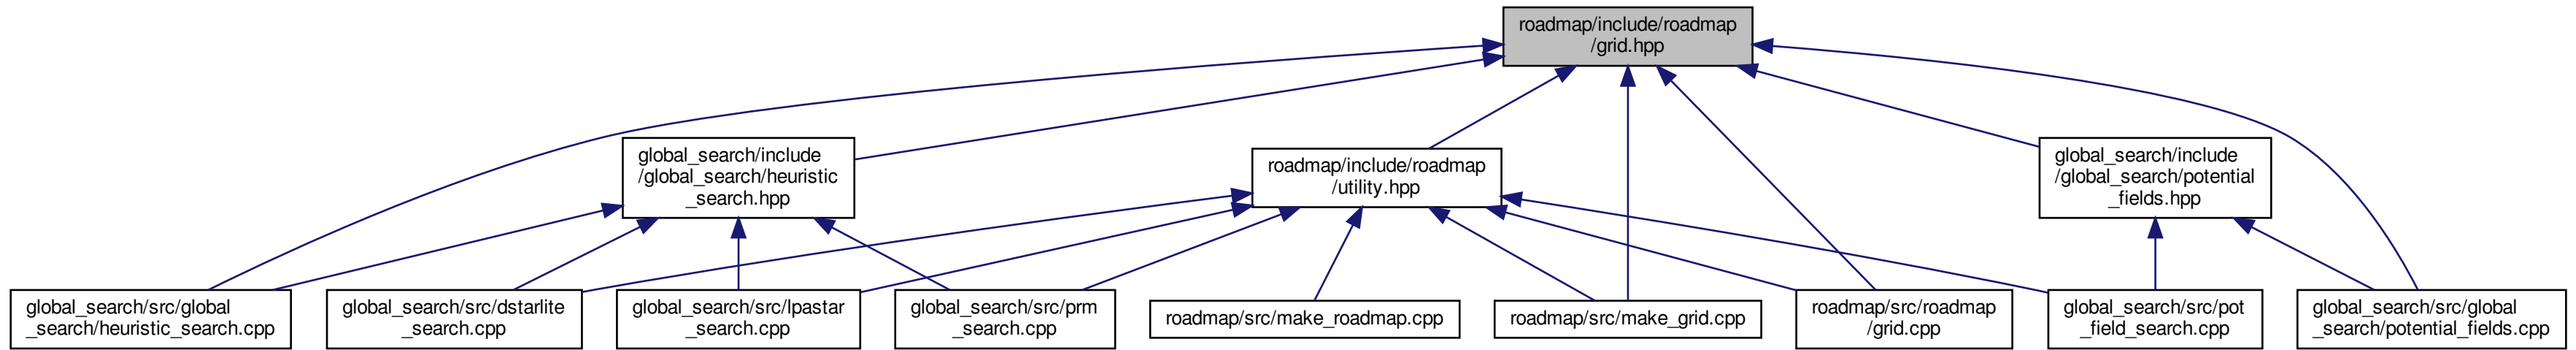 roadmap/include/roadmap
/grid.hpp
global_search/include
/global_search/heuristic
_search.hpp
roadmap/include/roadmap
/utility.hpp
global_search/include
/global_search/potential
_fields.hpp
global_search/src/global
_search/heuristic_search.cpp
global_search/src/dstarlite
_search.cpp
global_search/src/lpastar
_search.cpp
global_search/src/prm
_search.cpp
roadmap/src/make_roadmap.cpp
roadmap/src/make_grid.cpp
roadmap/src/roadmap
/grid.cpp
global_search/src/pot
_field_search.cpp
global_search/src/global
_search/potential_fields.cpp